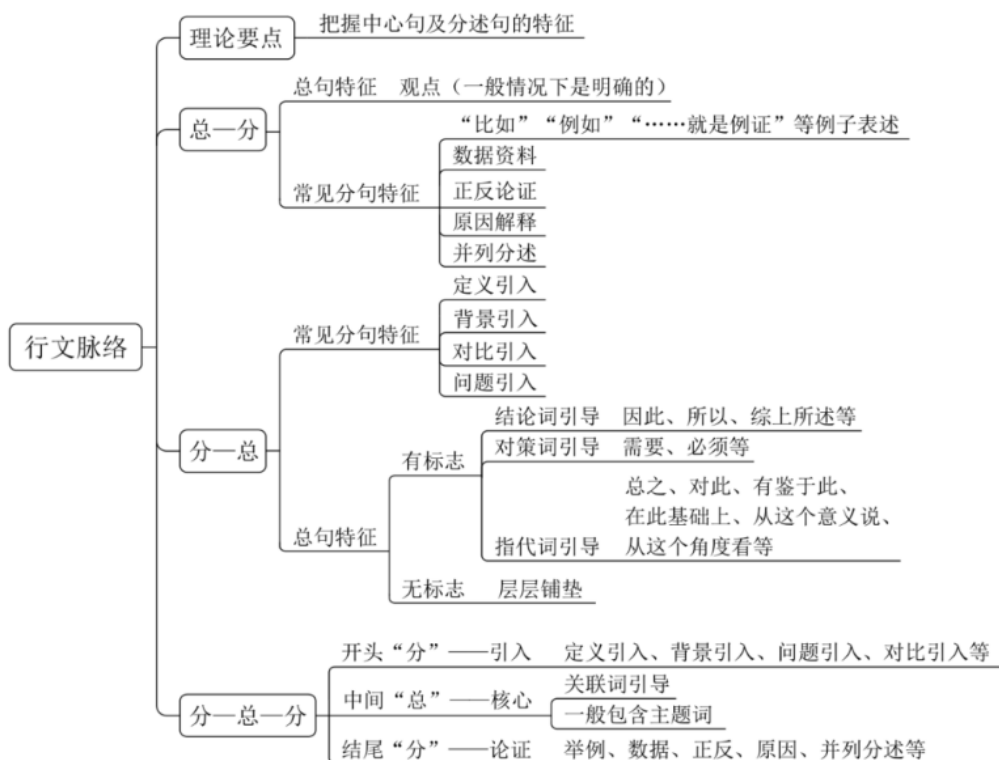 理论要点
把握中心句及分述句的特征
总句特征 观点（一般情况下是明确的）
总—分
“比如”“例如”“……就是例证”等例子表述
数据资料
常见分句特征
正反论证
原因解释
并列分述
行文脉络
定义引入
常见分句特征
背景引入
对比引入
问题引入
分—总
结论词引导 因此、所以、综上所述等
有标志
对策词引导 需要、必须等
总之、对此、有鉴于此、
在此基础上、从这个意义说、
总句特征
指代词引导 从这个角度看等
无标志 层层铺垫
开头“分”——引入 定义引入、背景引入、问题引入、对比引入等
分—总—分
中间“总”——核心
关联词引导
一般包含主题词
结尾“分”——论证 举例、数据、正反、原因、并列分述等